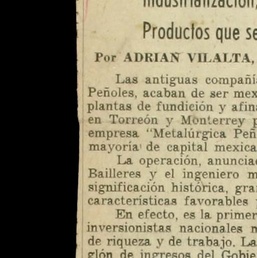 Industrialización,
Productos que se
Por ADRIAN VILALTA,
Las antiguas compañí
Peñoles, acaban de ser mex
plantas de fundición y afina
en Torreón y Monterrey p
empresa "Metalúrgica Peñ
mayoría de capital mexica
La operación, anunciad
Bailleres y el ingeniero m
significación histórica, gra
características favorables
En efecto, es la primer
inversionistas nacionales m
de riqueza y de trabajo. La
glón de ingresos del Gobie